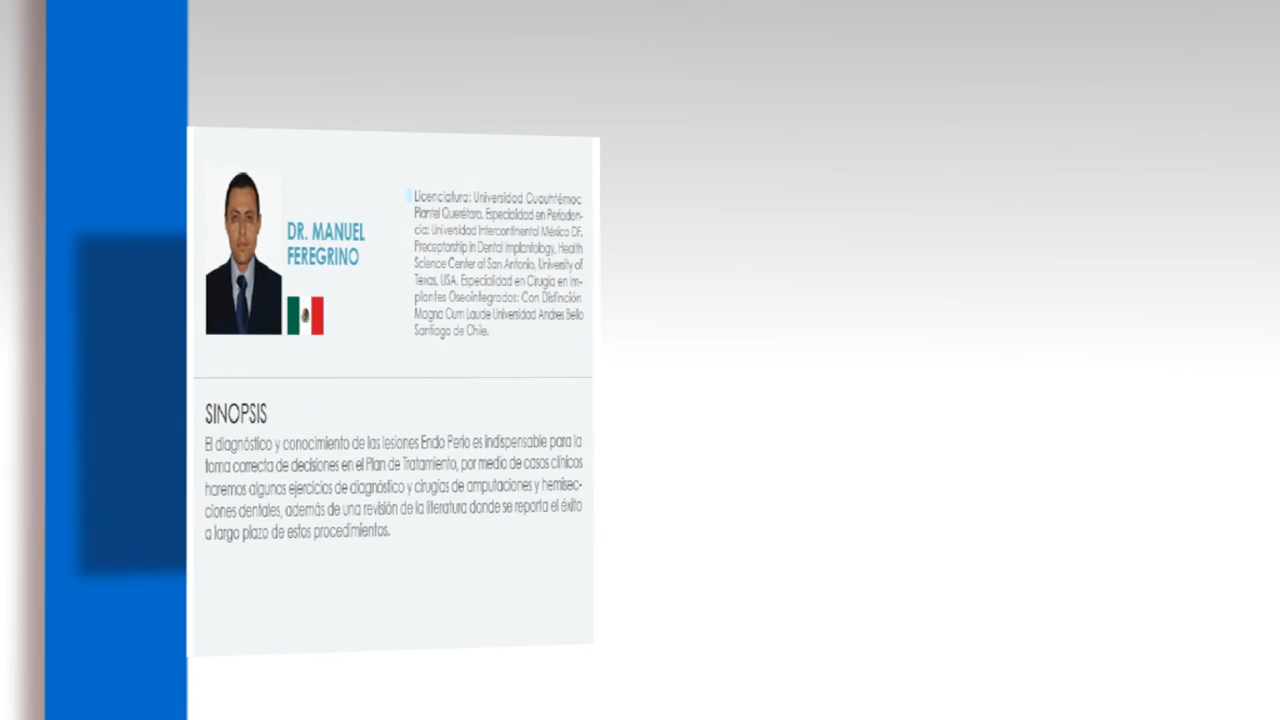 DR. MANUEL
FEREGRINO
Licenciatura: Universidad Cuauhtémoc
Plantel Querétaro. Especialidad en Periodon-
cia: Universidad Intercontinental México DF.
Preceptorship in Dental Implantology, Health
Science Center at San Antonio, University of
Texas, USA. Especialidad en Cirugía en Im-
plantes Oseointegrados: Con Distinción
Magna Cum Laude Universidad Andres Bello
Santiago de Chile.
SINOPSIS
El diagnóstico y conocimiento de las lesiones Endo Perio es indispensable para la
toma correcta de decisiones en el Plan de Tratamiento, por medio de casos clínicos
haremos algunos ejercicios de diagnóstico y cirugías de amputaciones y hemisec-
ciones dentales, además de una revisión de la literatura donde se reporta el éxito
a largo plazo de estos procedimientos.